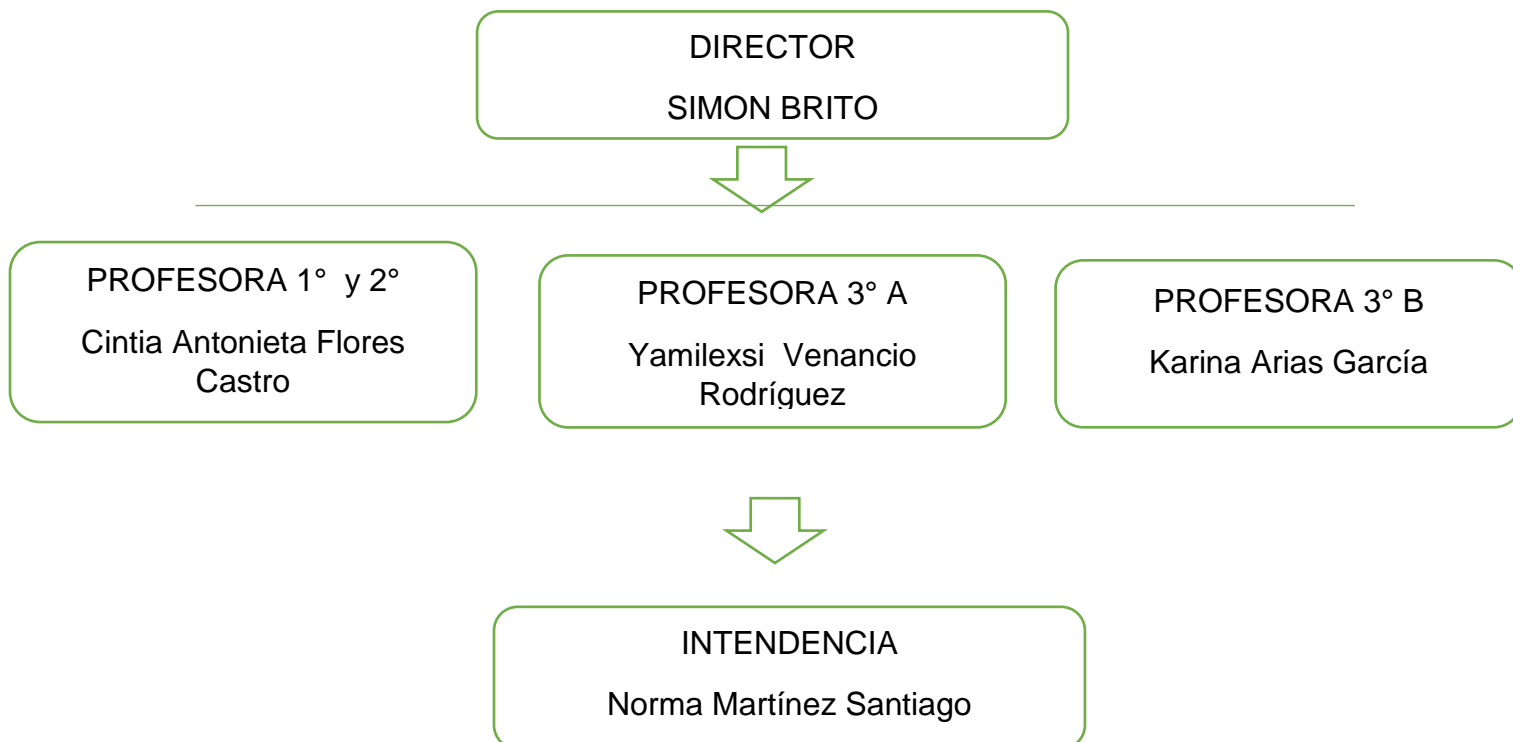 DIRECTOR
SIMON BRITO
PROFESORA 1° y 2°
Cintia Antonieta Flores
Castro
PROFESORA 3° A
Yamilexsi Venancio
Rodríguez
PROFESORA 3° B
Karina Arias García
INTENDENCIA
Norma Martínez Santiago